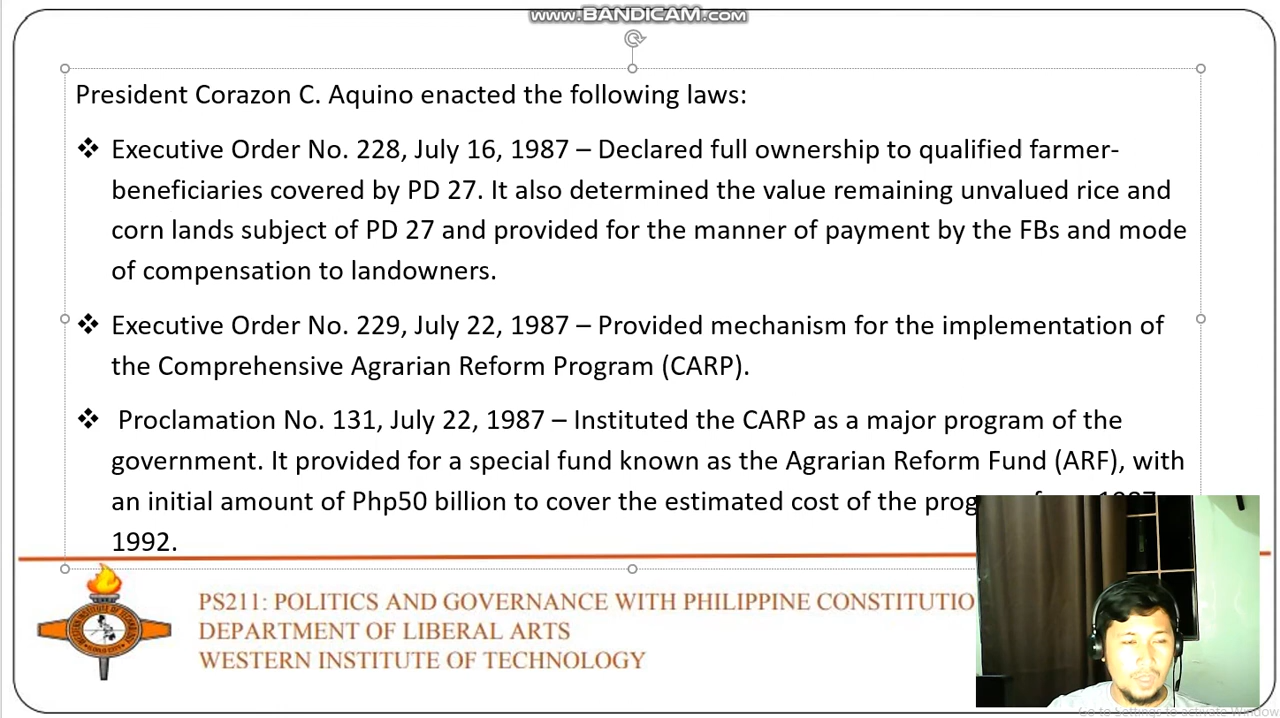 www.BANDICAM.com
President Corazon C. Aquino enacted the following laws:
❖ Executive Order No. 228, July 16, 1987 – Declared full ownership to qualified farmer-
beneficiaries covered by PD 27. It also determined the value remaining unvalued rice and
corn lands subject of PD 27 and provided for the manner of payment by the FBs and mode
of compensation to landowners.
❖ Executive Order No. 229, July 22, 1987 – Provided mechanism for the implementation of
the Comprehensive Agrarian Reform Program (CARP).
❖ Proclamation No. 131, July 22, 1987 – Instituted the CARP as a major program of the
government. It provided for a special fund known as the Agrarian Reform Fund (ARF), with
an initial amount of Php50 billion to cover the estimated cost of the
1992.
PS211: POLITICS AND GOVERNANCE WITH PHILIPPINE
DEPARTMENT OF LIBERAL ARTS
WESTERN INSTITUTE OF TECHNOLOGY
Go to Settings to activate Window